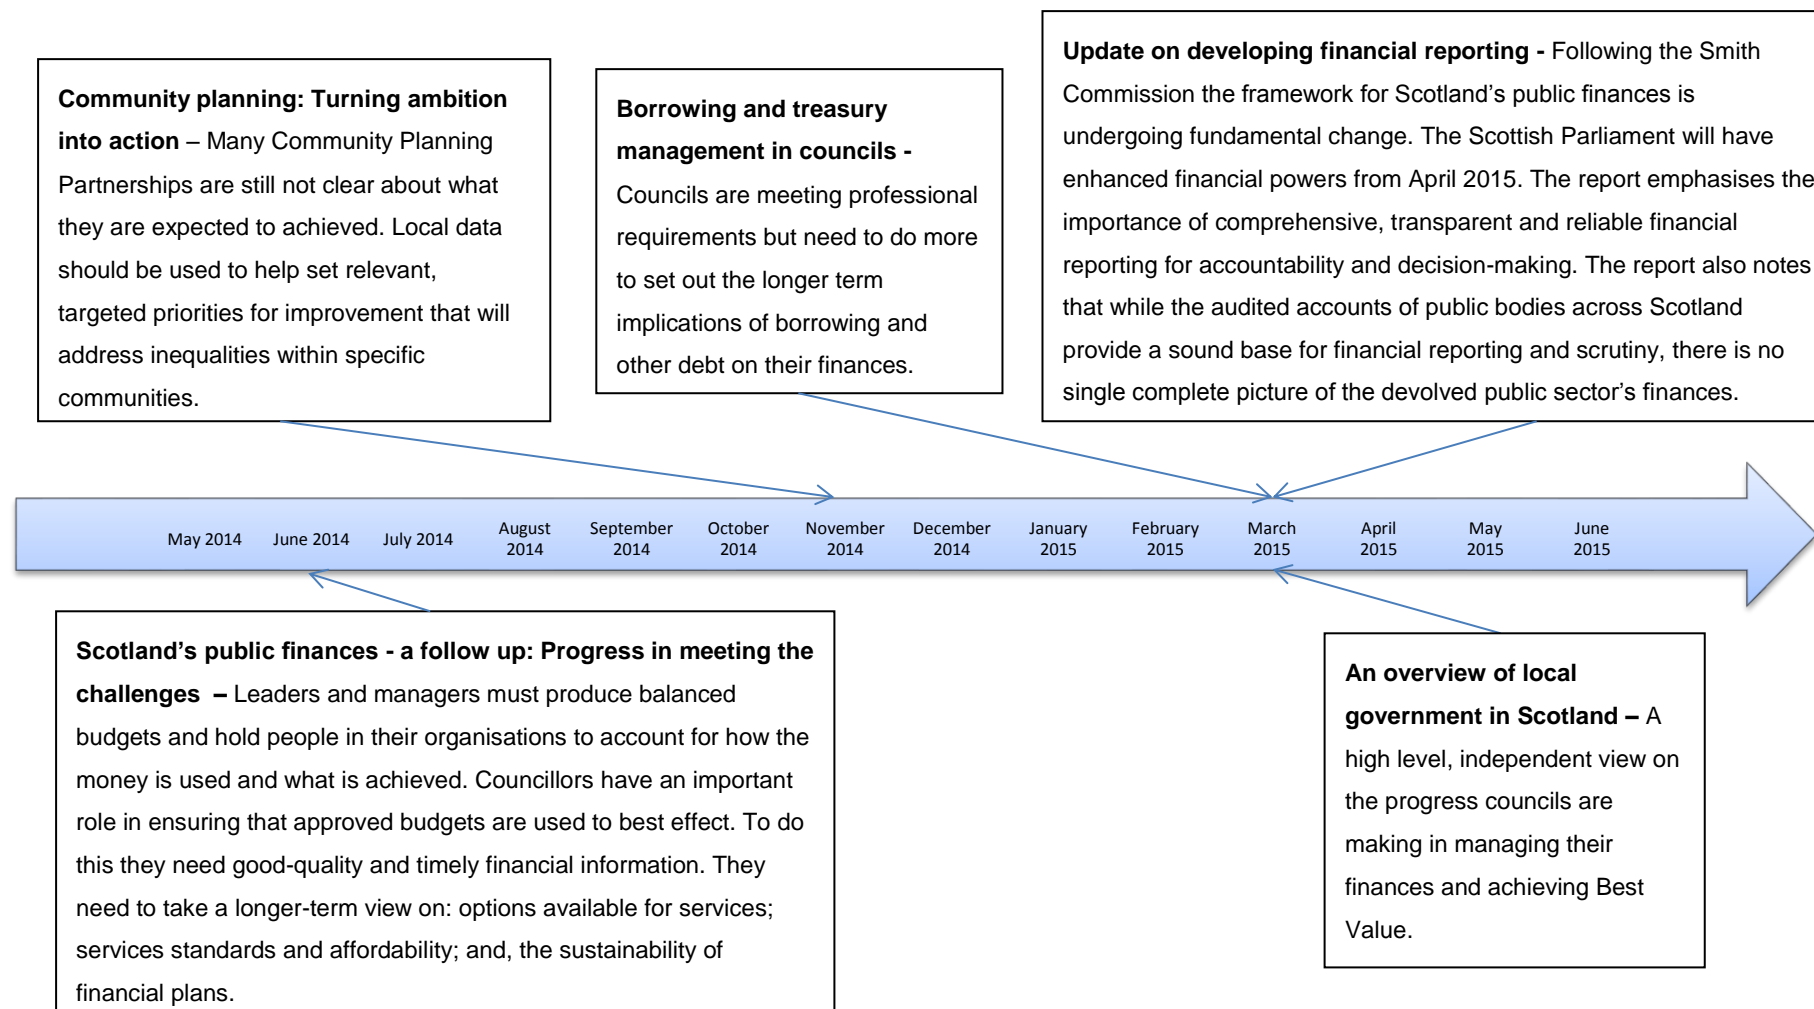 Community planning: Turning ambition
into action – Many Community Planning
Partnerships are still not clear about what
they are expected to achieved. Local data
should be used to help set relevant,
targeted priorities for improvement that will
address inequalities within specific
communities.
Borrowing and treasury
management in councils -
Councils are meeting professional
requirements but need to do more
to set out the longer term
implications of borrowing and
other debt on their finances.
Update on developing financial reporting - Following the Smith
Commission the framework for Scotland’s public finances is
undergoing fundamental change. The Scottish Parliament will have
enhanced financial powers from April 2015. The report emphasises the
importance of comprehensive, transparent and reliable financial
reporting for accountability and decision-making. The report also notes
that while the audited accounts of public bodies across Scotland
provide a sound base for financial reporting and scrutiny, there is no
single complete picture of the devolved public sector’s finances.
May 2014
June 2014
July 2014
August
2014
September
2014
October
2014
November
2014
December
2014
January
2015
February
2015
March
2015
April
2015
May
2015
June
2015
Scotland’s public finances - a follow up: Progress in meeting the
challenges – Leaders and managers must produce balanced
budgets and hold people in their organisations to account for how the
money is used and what is achieved. Councillors have an important
role in ensuring that approved budgets are used to best effect. To do
this they need good-quality and timely financial information. They
need to take a longer-term view on: options available for services;
services standards and affordability; and, the sustainability of
financial plans.
An overview of local
government in Scotland – A
high level, independent view on
the progress councils are
making in managing their
finances and achieving Best
Value.